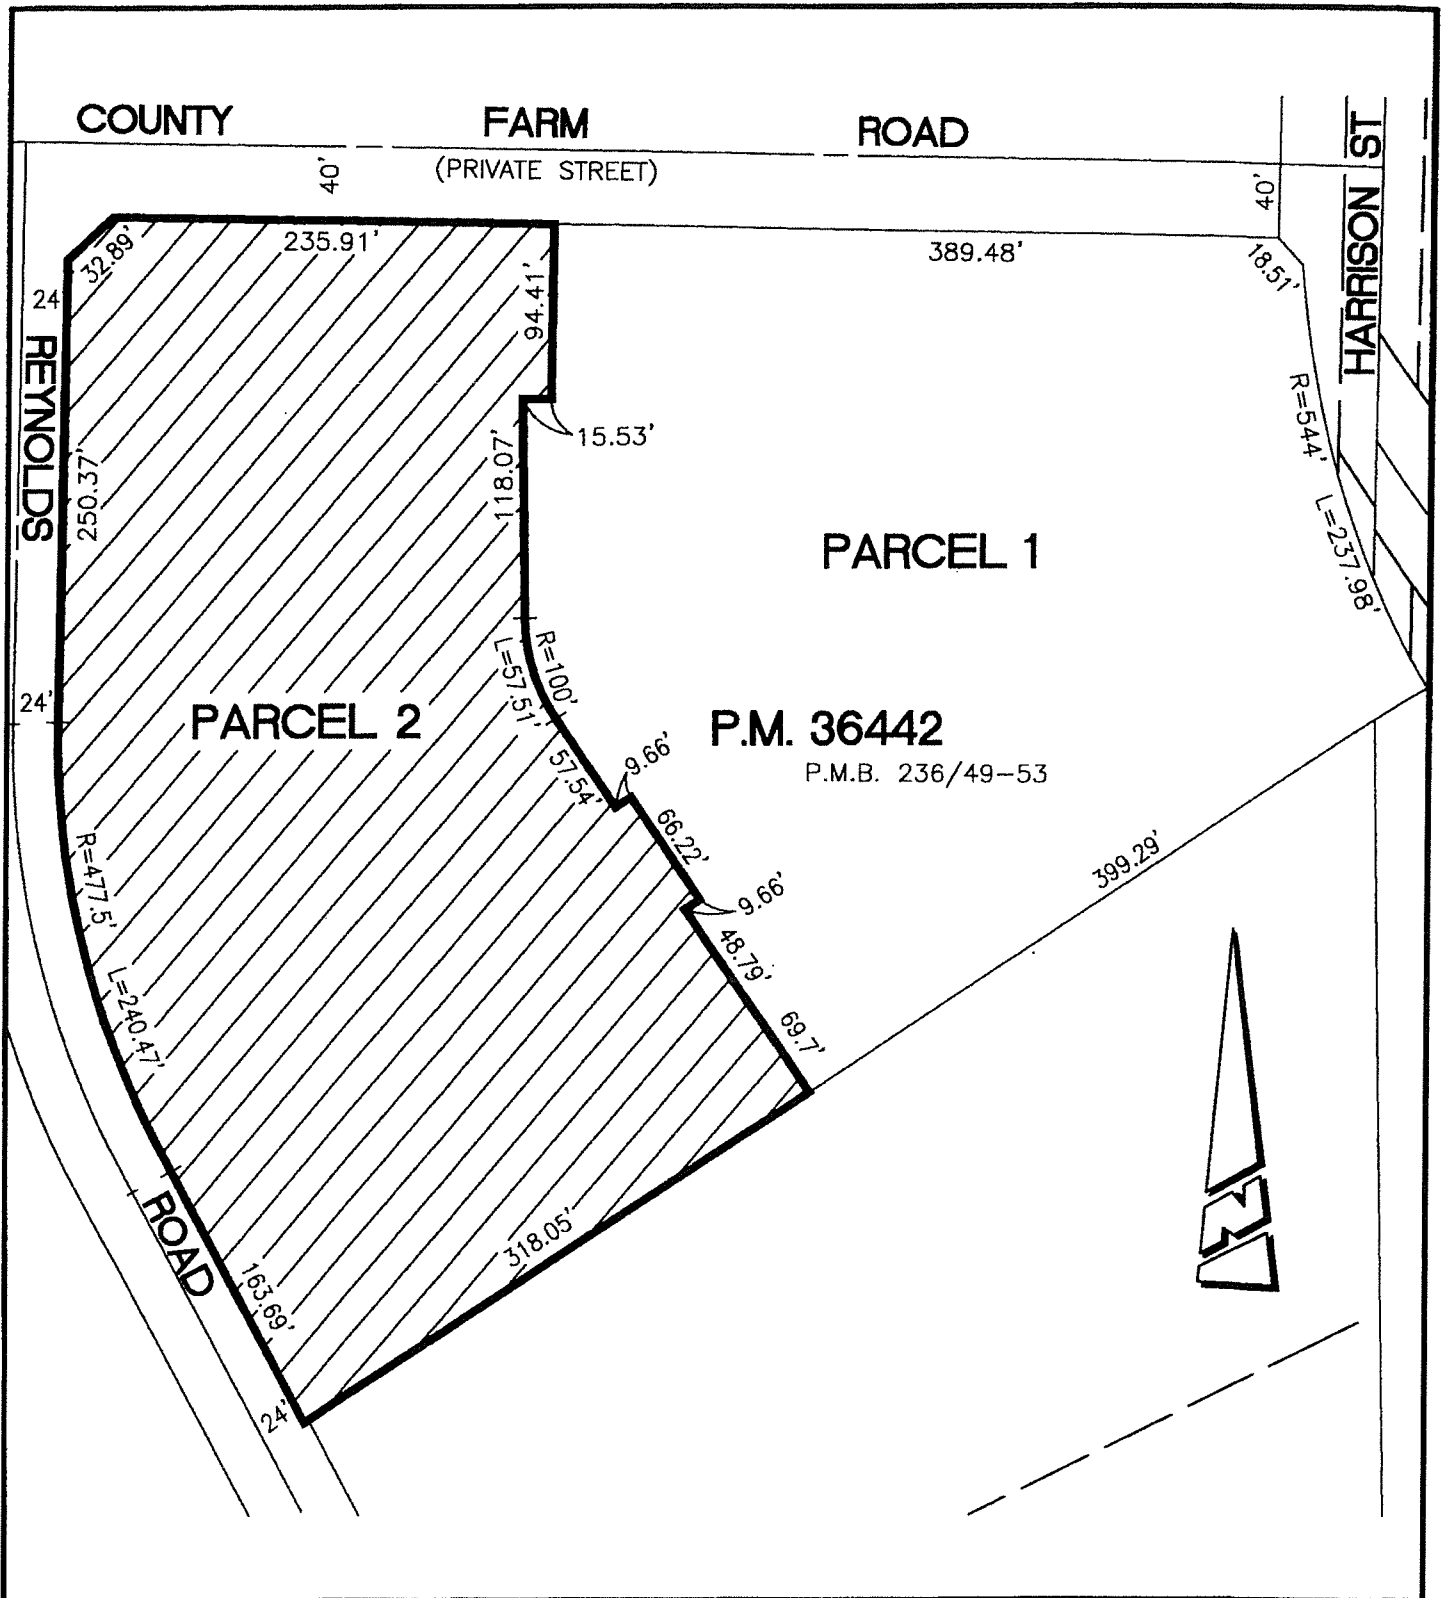 COUNTY FARM ROAD
(PRIVATE STREET)
40'
40'
HARRISON ST
32.89'
235.91'
389.48'
18.51'
24
94.41'
REYNOLDS
15.53'
250.37'
118.07'
R=544'
L=237.98'
PARCEL 1
R=100'
L=57.51'
24'
PARCEL 2
P.M. 36442
P.M.B. 236/49-53
57.54'
9.66'
66.22'
R=477.5'
399.29'
9.66'
48.79'
L=240.47'
69.7'
ROAD
318.05'
163.69'
24'
N